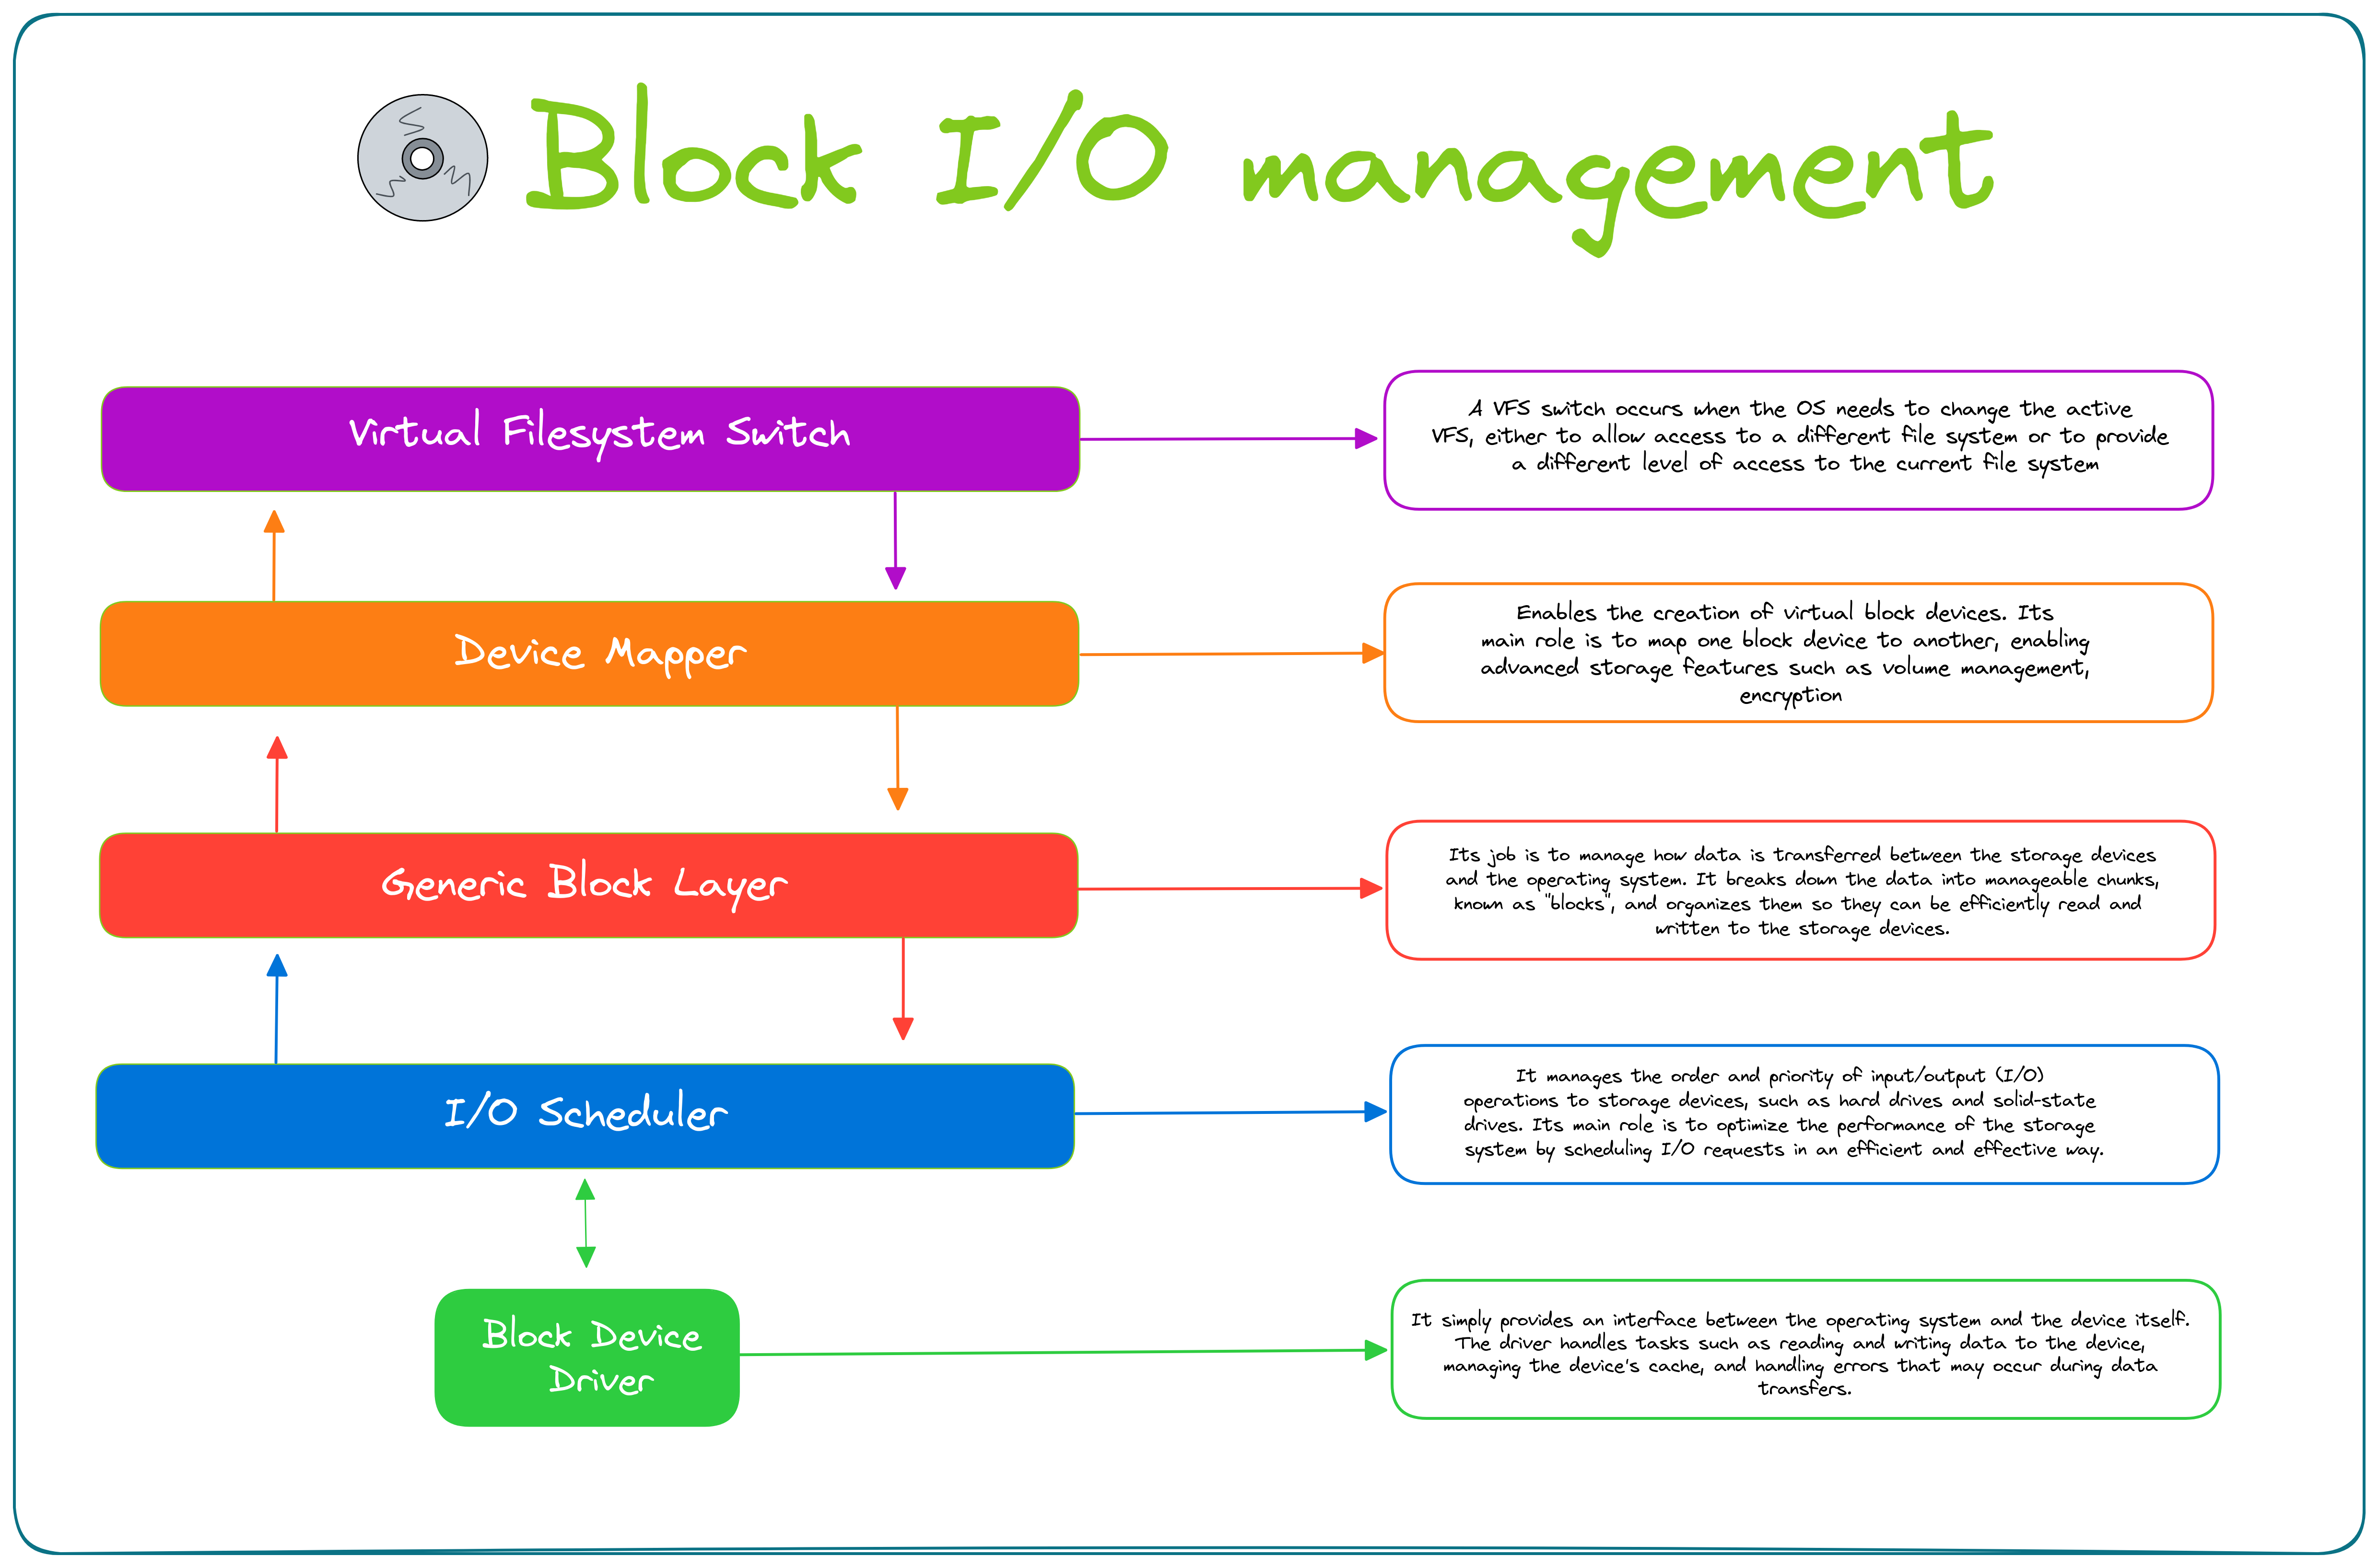 Block I/O management
Virtual Filesystem Switch
A VFS switch occurs when the OS needs to change the active
VFS, either to allow access to a different file system or to provide
a different level of access to the current file system
Device Mapper
Enables the creation of virtual block devices. Its
main role is to map one block device to another, enabling
advanced storage features such as volume management,
encryption
Generic Block Layer
Its job is to manage how data is transferred between the storage devices
and the operating system. It breaks down the data into manageable chunks,
known as "blocks", and organizes them so they can be efficiently read and
written to the storage devices.
I/O Scheduler
It manages the order and priority of input/output (I/O)
operations to storage devices, such as hard drives and solid-state
drives. Its main role is to optimize the performance of the storage
system by scheduling I/O requests in an efficient and effective way.
Block Device
Driver
It simply provides an interface between the operating system and the device itself.
The driver handles tasks such as reading and writing data to the device,
managing the device's cache, and handling errors that may occur during data
transfers.